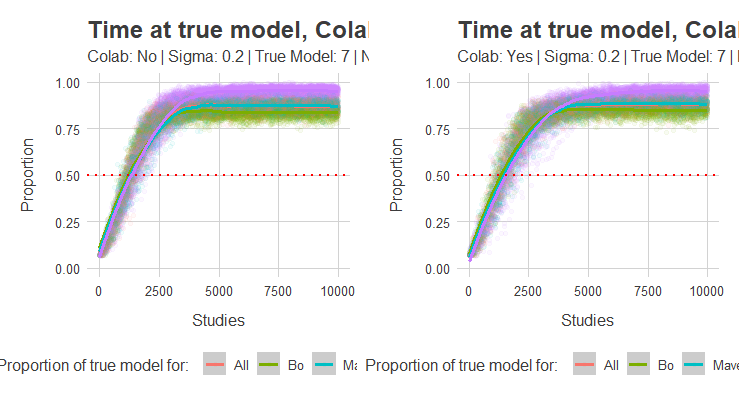 Time at true model, Colal
Colab: No | Sigma: 0.2 | True Model: 7 | N
1.00
0.75
0.50
0.25
0.00
Proportion
0 2500 5000 7500 10000
Studies
Proportion of true model for: All Bo Ma
Time at true model, Colal
Colab: Yes | Sigma: 0.2 | True Model: 7 |
1.00
0.75
0.50
0.25
0.00
Proportion
0 2500 5000 7500 10000
Studies
Proportion of true model for: All Bo Mave